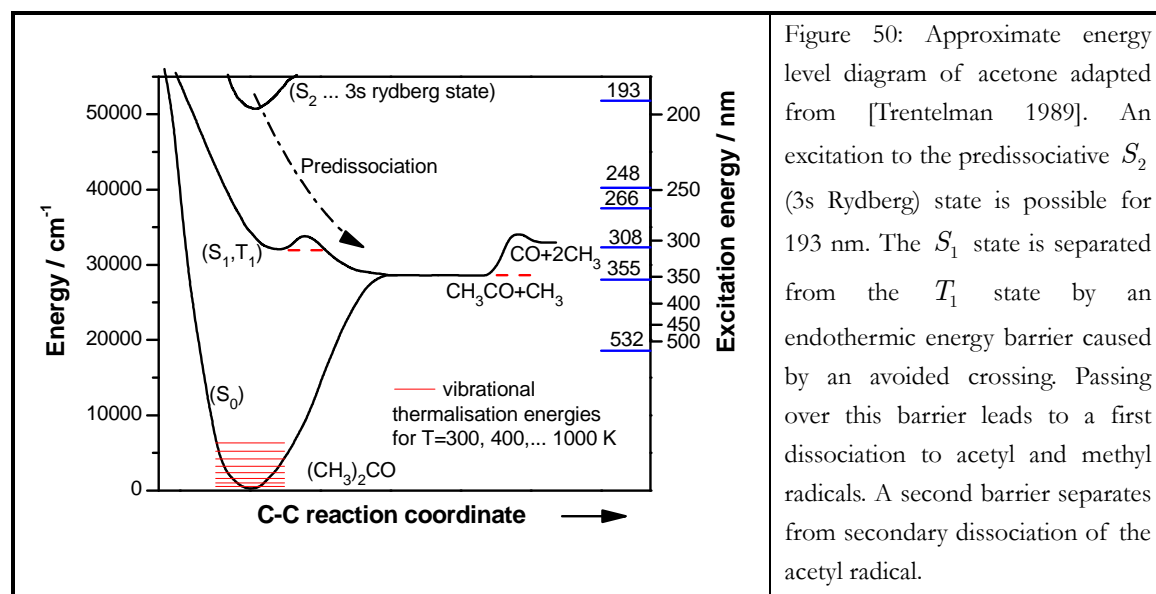 50000
40000
30000
20000
10000
0
Energy / cm-1
(S2 ... 3s rydberg state)
Predissociation
(S1,T1)
CO+2CH3
CH3CO+CH3
(S0)
vibrational
thermalisation energies
for T=300, 400,... 1000 K
(CH3)2CO
C-C reaction coordinate
193
248
266
308
355
532
200
250
300
350
400
450
500
Excitation energy / nm
Figure 50: Approximate energy
level diagram of acetone adapted
from [Trentelman 1989]. An
excitation to the predissociative S2
(3s Rydberg) state is possible for
193 nm. The S1 state is separated
from the T1 state by an
endothermic energy barrier caused
by an avoided crossing. Passing
over this barrier leads to a first
dissociation to acetyl and methyl
radicals. A second barrier separates
from secondary dissociation of the
acetyl radical.